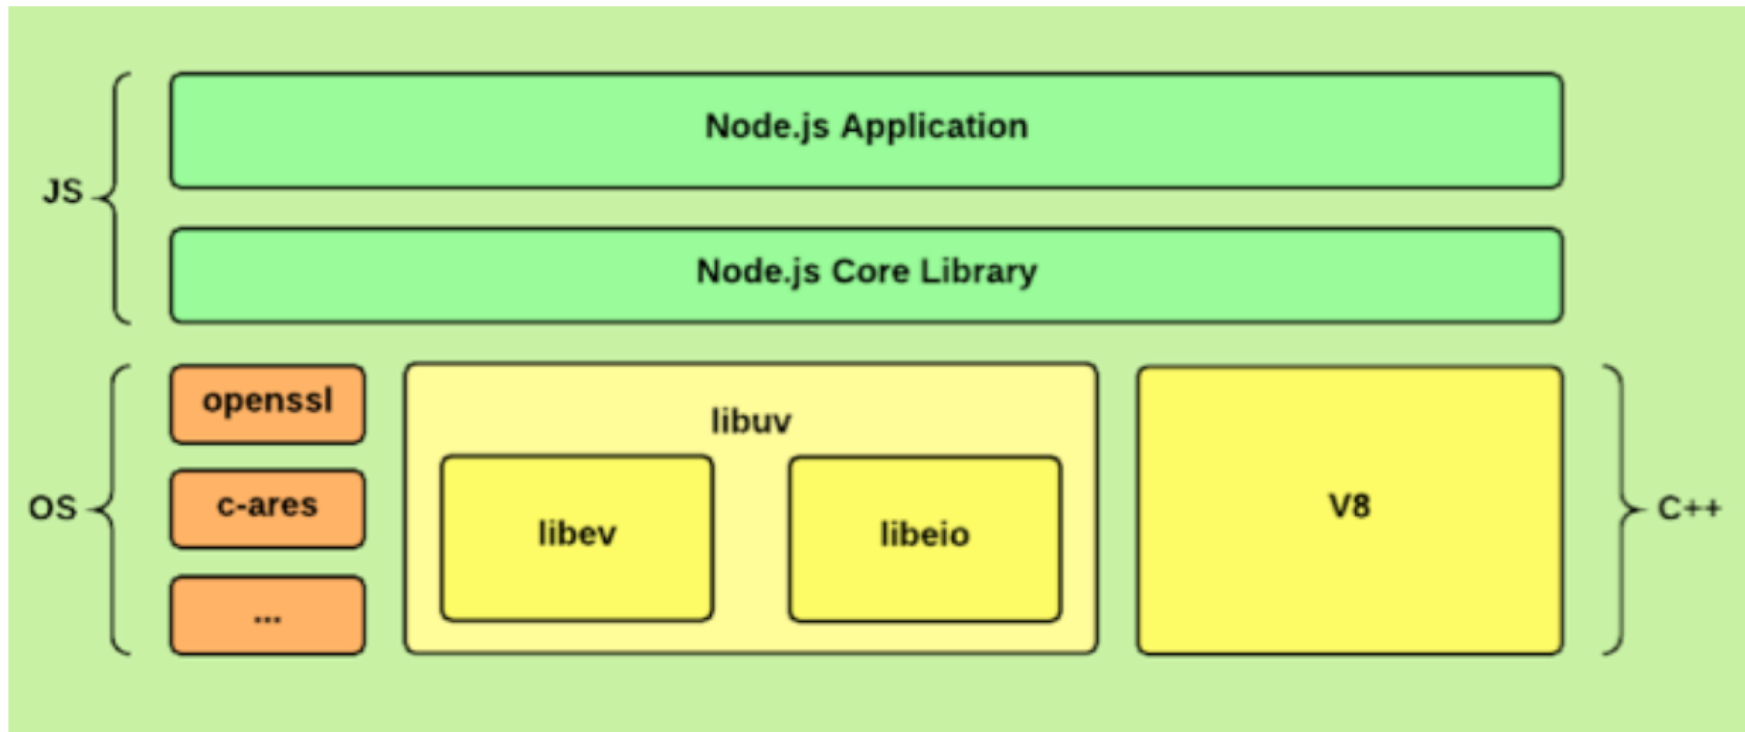 Node.js Application
JS
Node.js Core Library
openssl
libuv
libev
libeio
V8
OS
c-ares
...
C++